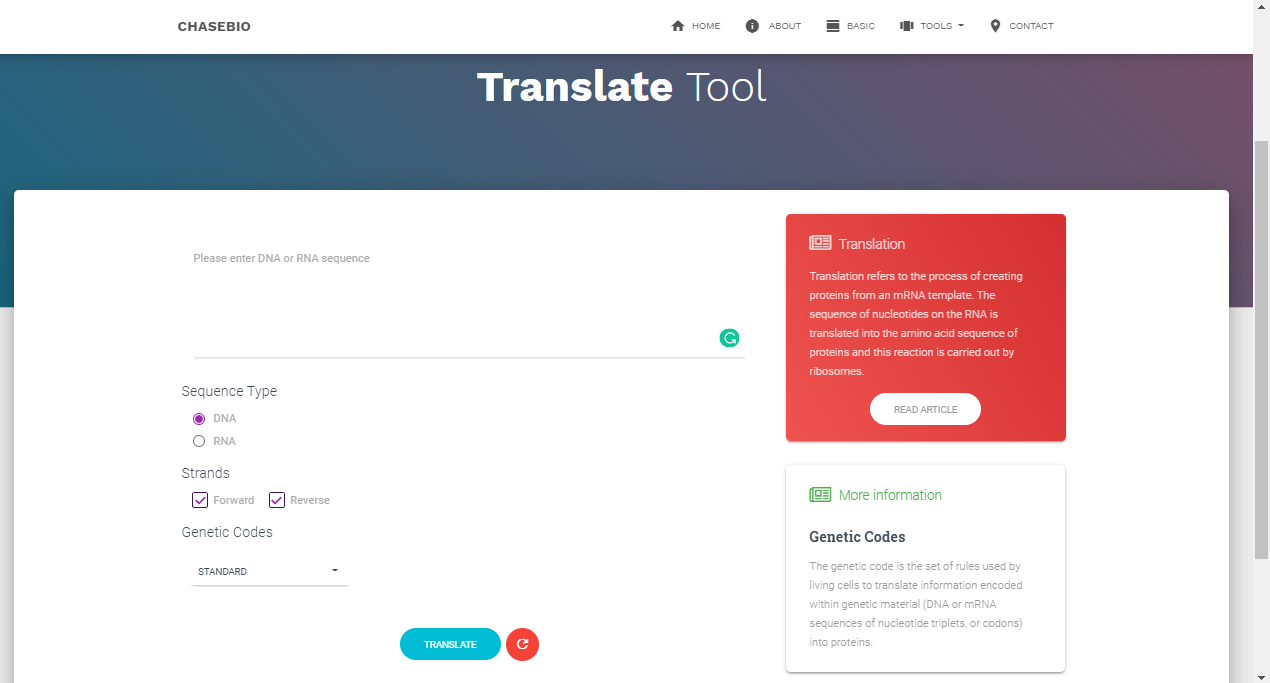 CHASEBIO
HOME ABOUT BASIC TOOLS CONTACT
Translate Tool
Please enter DNA or RNA sequence
Sequence Type
DNA
RNA
Strands
Forward Reverse
Genetic Codes
STANDARD
TRANSLATE
Translation
Translation refers to the process of creating
proteins from an mRNA template. The
sequence of nucleotides on the RNA is
translated into the amino acid sequence of
proteins and this reaction is carried out by
ribosomes.
READ ARTICLE
More information
Genetic Codes
The genetic code is the set of rules used by
living cells to translate information encoded
within genetic material (DNA or mRNA
sequences of nucleotide triplets, or codons)
into proteins.